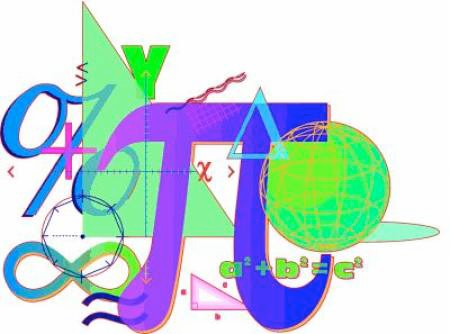 Y
%
+
π
x
a²+b²=c²
a
c
b